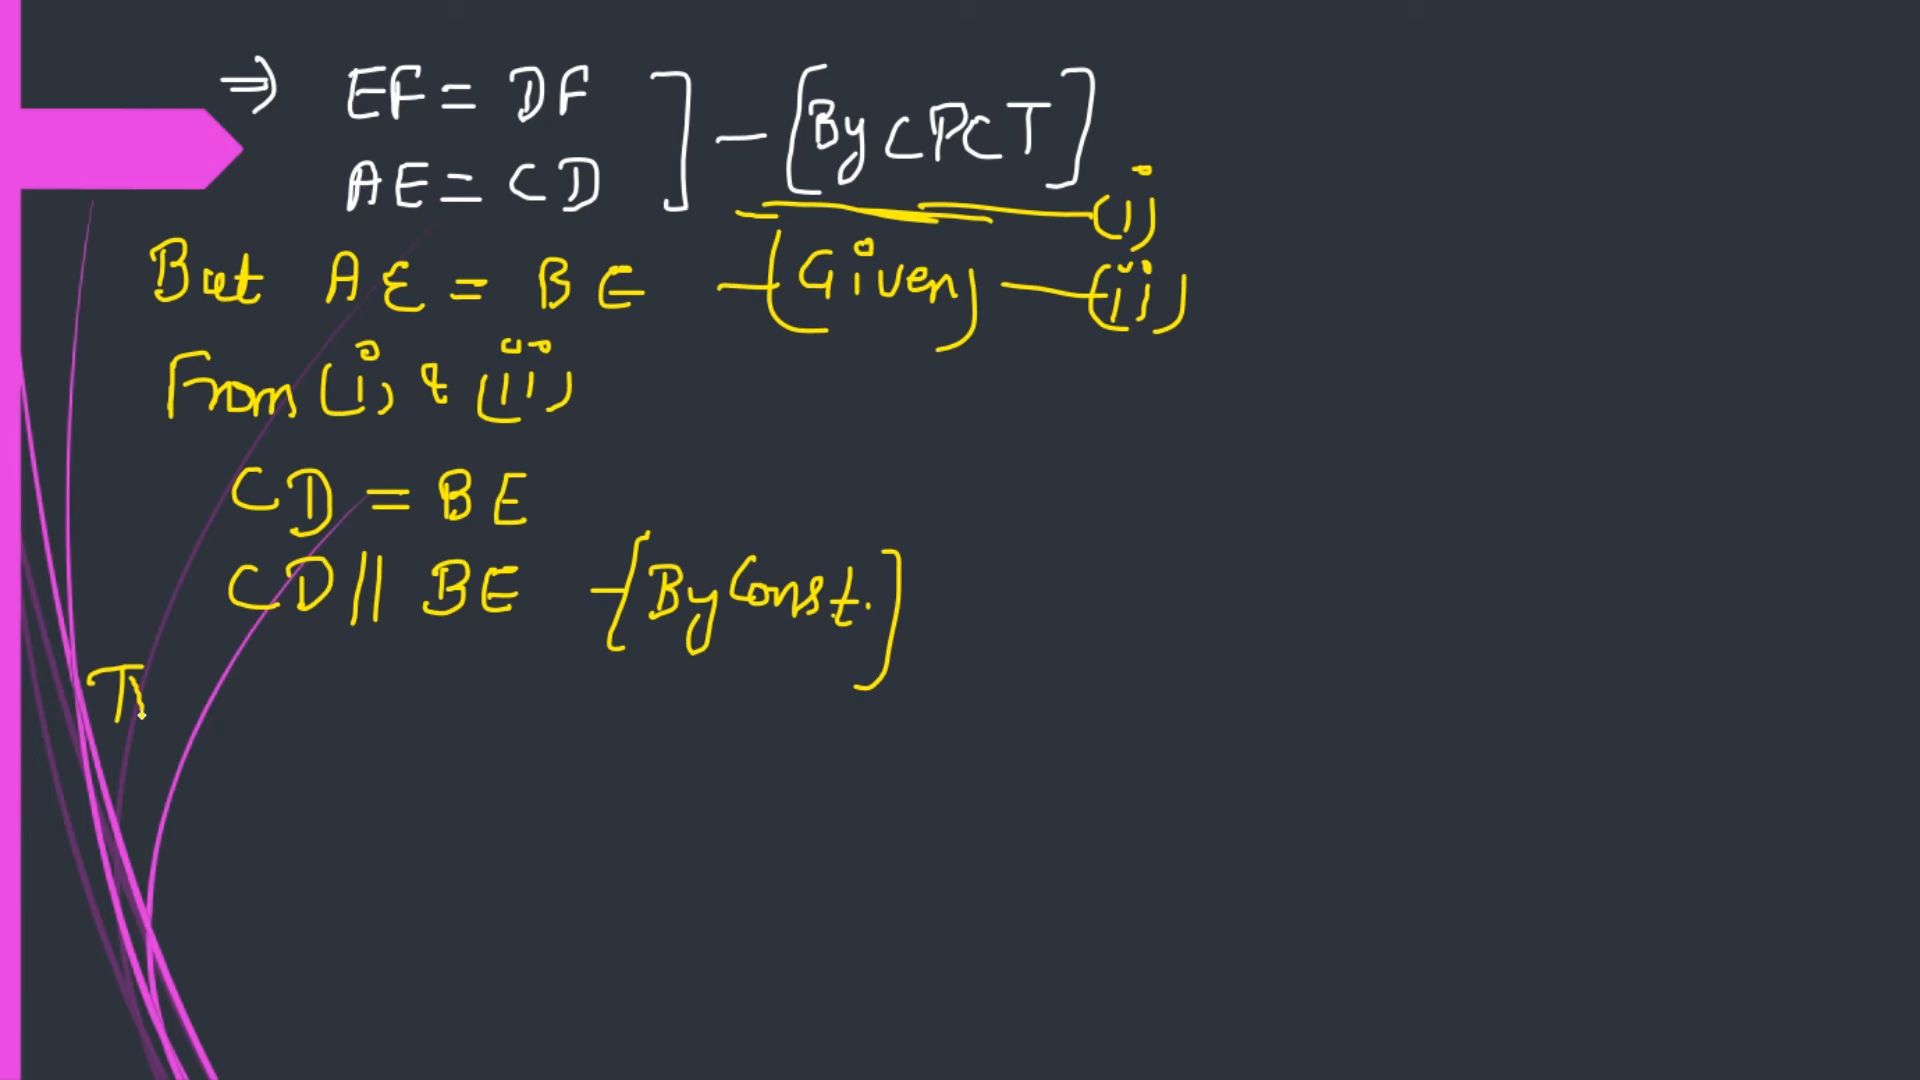 ⇒ EF = DF
AE = CD ] - [By CPCT] - (i)
But AE = BE - [Given] - (ii)
From (i) & (ii)
CD = BE
CD || BE - [By Const.]